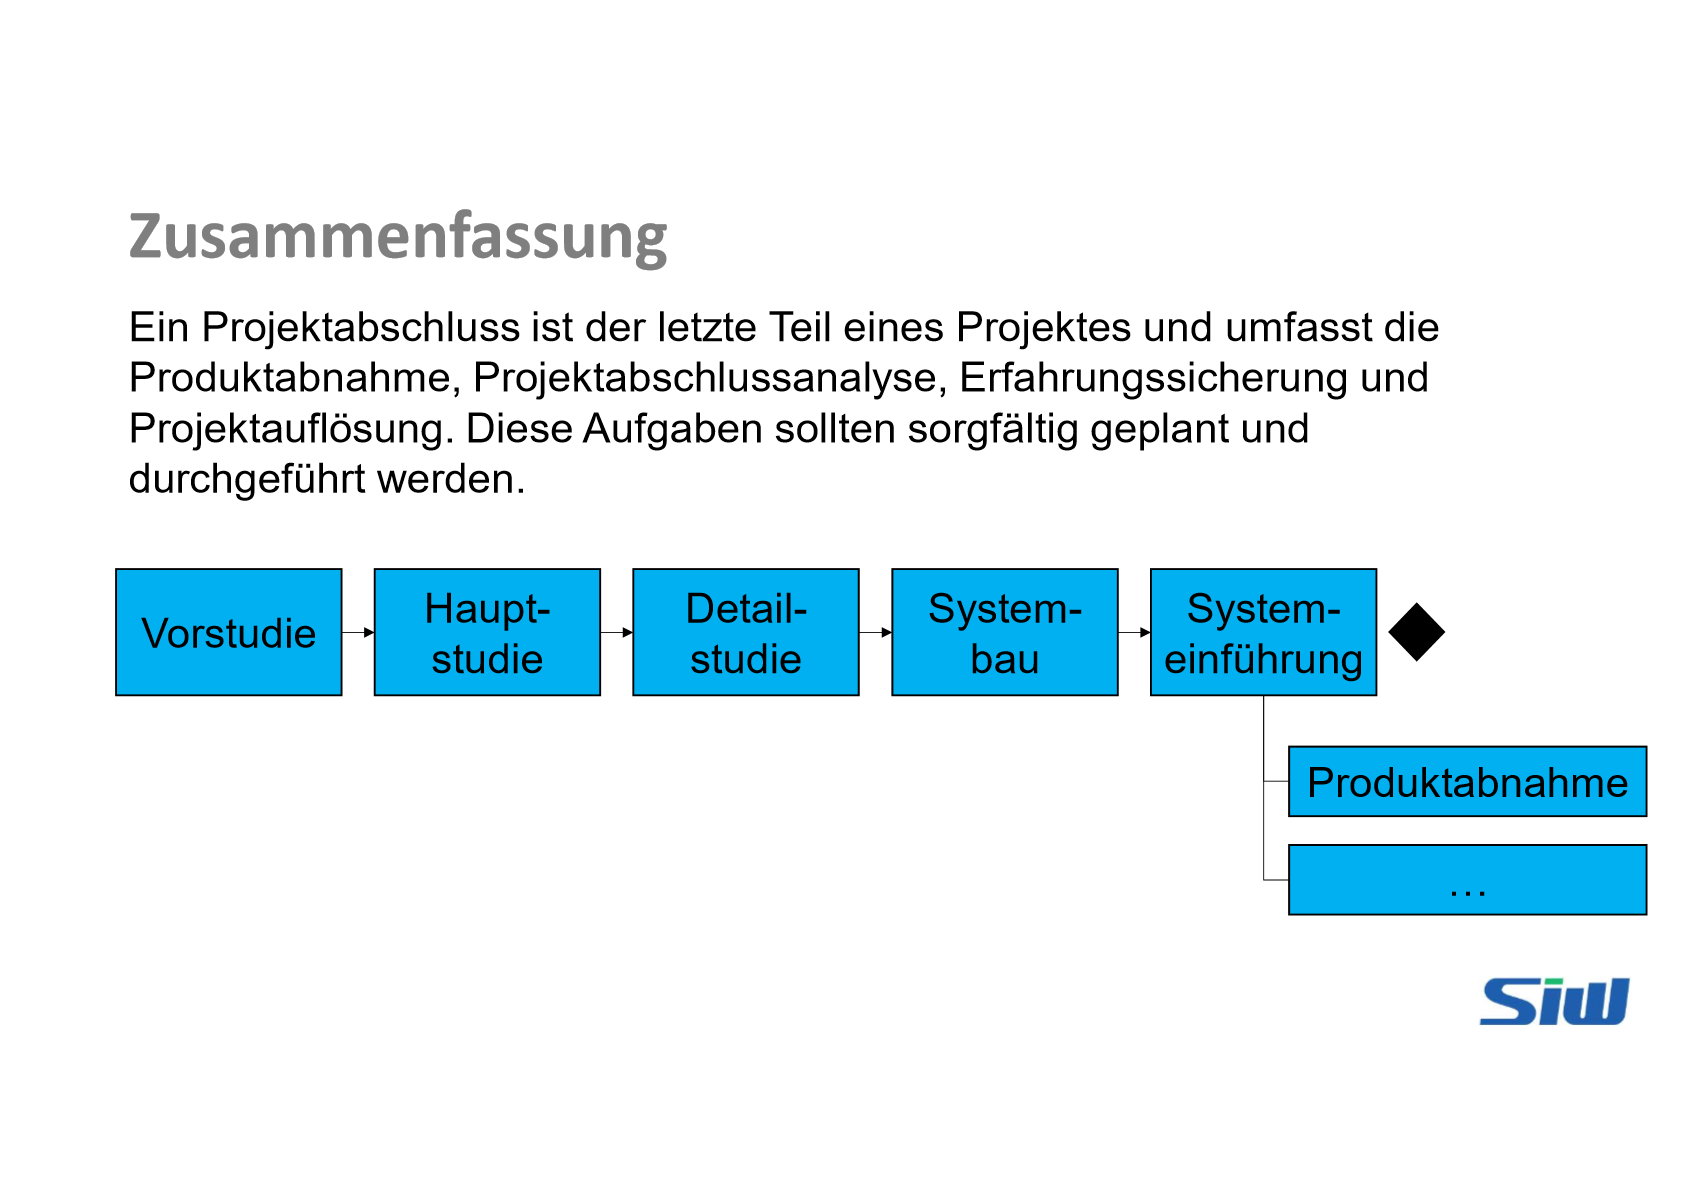 Zusammenfassung
Ein Projektabschluss ist der letzte Teil eines Projektes und umfasst die
Produktabnahme, Projektabschlussanalyse, Erfahrungssicherung und
Projektauflösung. Diese Aufgaben sollten sorgfältig geplant und
durchgeführt werden.
Vorstudie
Haupt-
studie
Detail-
studie
System-
bau
System-
einführung
Produktabnahme
…
Siw